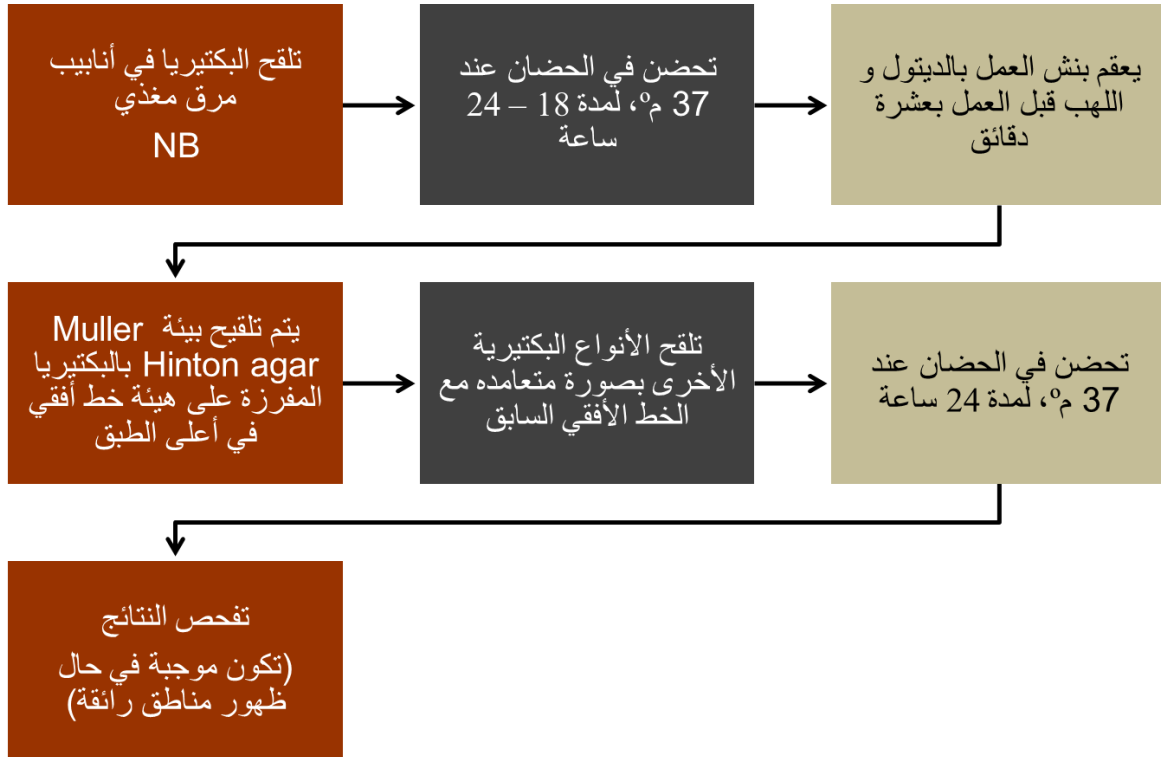 تلقح البكتيريا في أنابيب
مرق مغذي
NB
تحضن في الحضان عند
37 مº، لمدة 18 – 24
ساعة
يعقم بنش العمل بالديتول و
اللهب قبل العمل بعشرة
دقائق
يتم تلقيح بيئة Muller
Hinton agar بالبكتيريا
المفرزة على هيئة خط أفقي
في أعلى الطبق
تلقح الأنواع البكتيرية
الأخرى بصورة متعامده مع
الخط الأفقي السابق
تحضن في الحضان عند
37 مº، لمدة 24 ساعة
تفحص النتائج
(تكون موجبة في حال
ظهور مناطق رائقة)